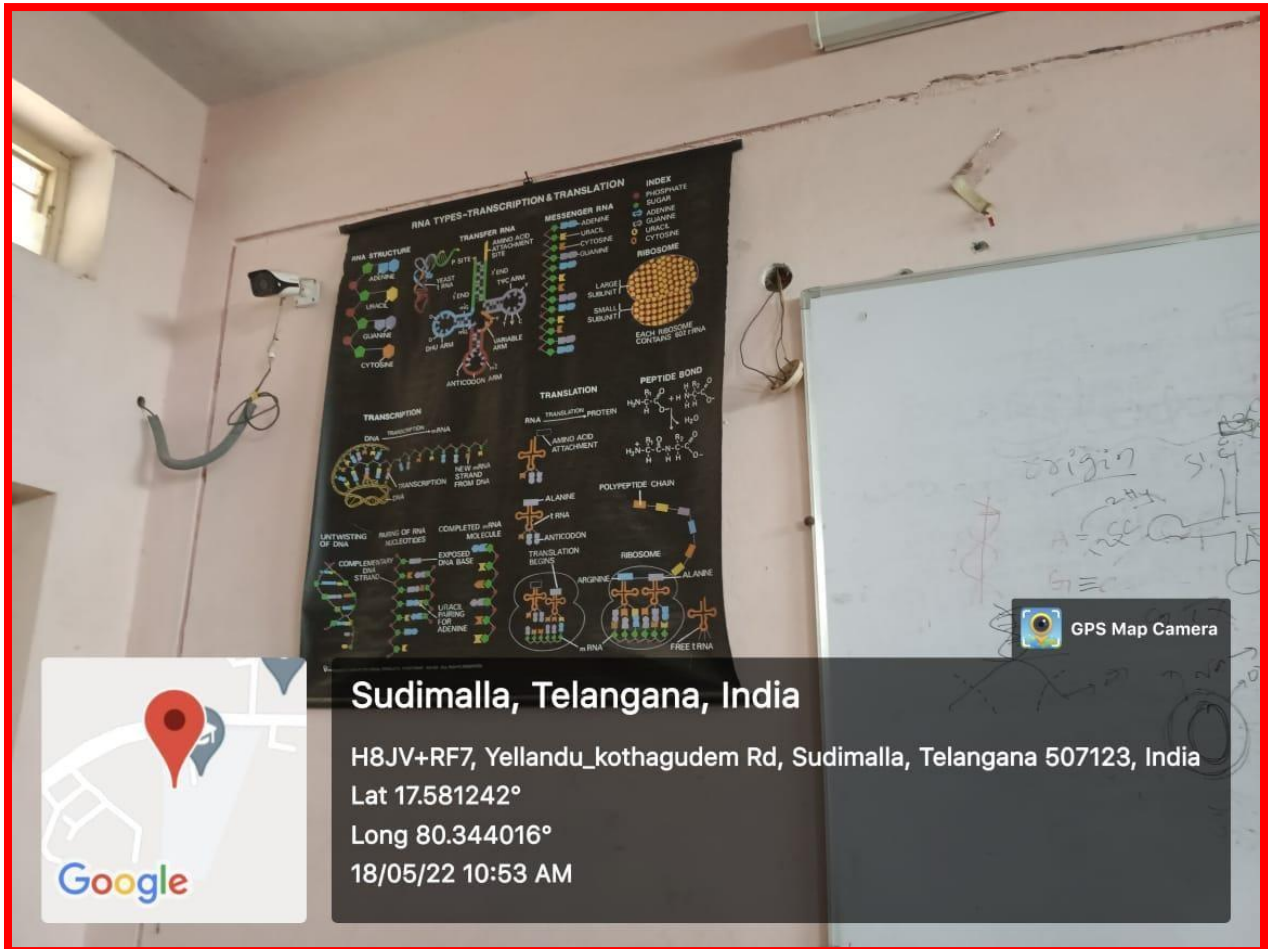 RNA TYPES-TRANSCRIPTION & TRANSLATION
INDEX
PHOSPHATE
SUGAR
ADENINE
GUANINE
URACIL
CYTOSINE
RNA STRUCTURE
ADENINE
URACIL
GUANINE
CYTOSINE
TRANSFER RNA
AMINO ACID
ATTACHMENT
SITE
P SITE
YEAST
t RNA
END
END
TΨC ARM
DHU ARM
VARIABLE
ARM
ANTICODON ARM
MESSENGER RNA
ADENINE
URACIL
CYTOSINE
GUANINE
RIBOSOME
LARGE
SUBUNIT
SMALL
SUBUNIT
EACH RIBOSOME
CONTAINS 60% rRNA
TRANSCRIPTION
DNA TRANSCRIPTION mRNA
TRANSCRIPTION
NEW mRNA
STRAND
FROM DNA
DNA
TRANSLATION
RNA TRANSLATION PROTEIN
AMINO ACID
ATTACHMENT
ALANINE
t RNA
ANTICODON
PEPTIDE BOND
H₂O
POLYPEPTIDE CHAIN
UNTWISTING
OF DNA
COMPLEMENTARY
DNA
STRAND
PAIRING OF RNA
NUCLEOTIDES
COMPLETED mRNA
MOLECULE
EXPOSED
DNA BASE
URACIL
PAIRING
FOR
ADENINE
TRANSLATION
BEGINS
RIBOSOME
ARGININE
ALANINE
mRNA
FREE tRNA
origin
GPS Map Camera
Sudimalla, Telangana, India
H8JV+RF7, Yellandu_kothagudem Rd, Sudimalla, Telangana 507123, India
Lat 17.581242°
Long 80.344016°
18/05/22 10:53 AM
Google